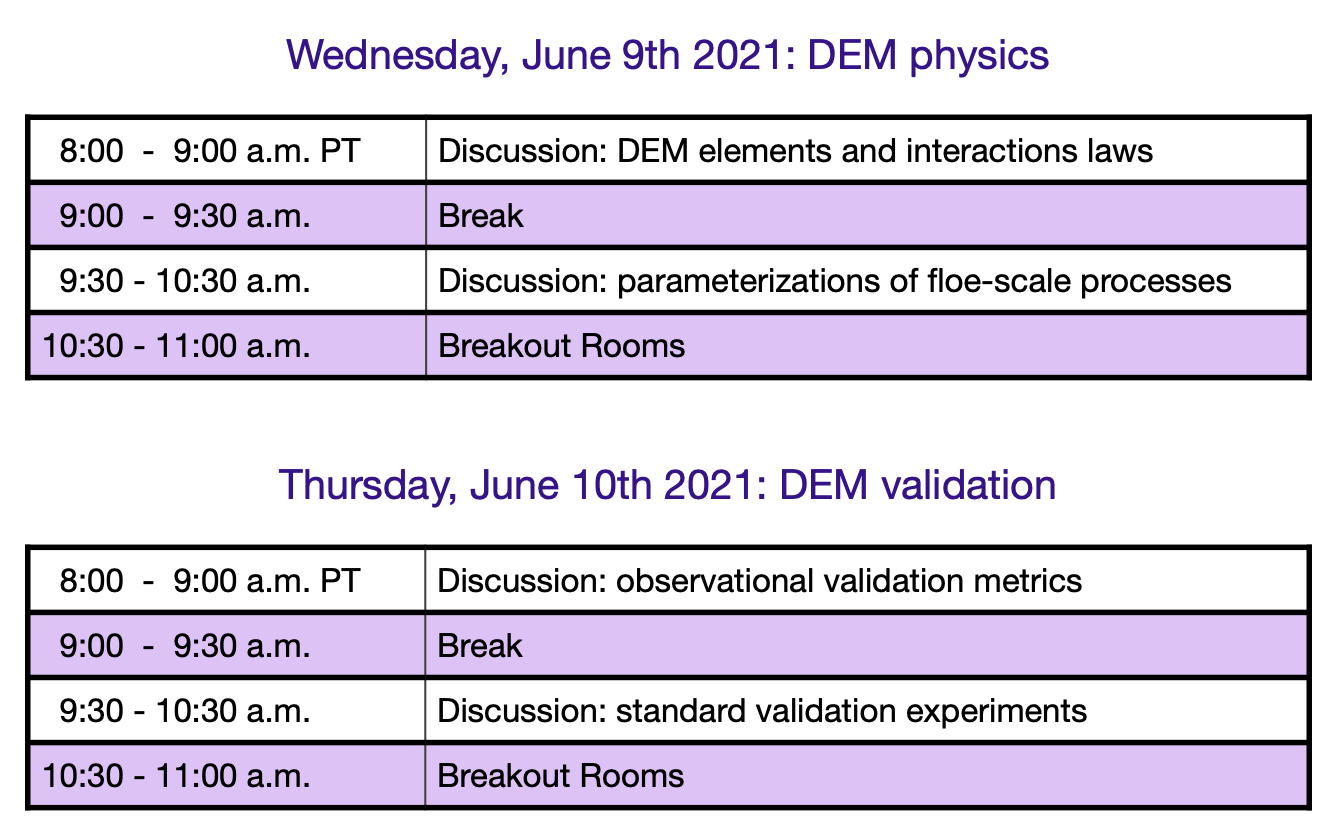 Wednesday, June 9th 2021: DEM physics
8:00 - 9:00 a.m. PT Discussion: DEM elements and interactions laws
9:00 - 9:30 a.m. Break
9:30 - 10:30 a.m. Discussion: parameterizations of floe-scale processes
10:30 - 11:00 a.m. Breakout Rooms
Thursday, June 10th 2021: DEM validation
8:00 - 9:00 a.m. PT Discussion: observational validation metrics
9:00 - 9:30 a.m. Break
9:30 - 10:30 a.m. Discussion: standard validation experiments
10:30 - 11:00 a.m. Breakout Rooms